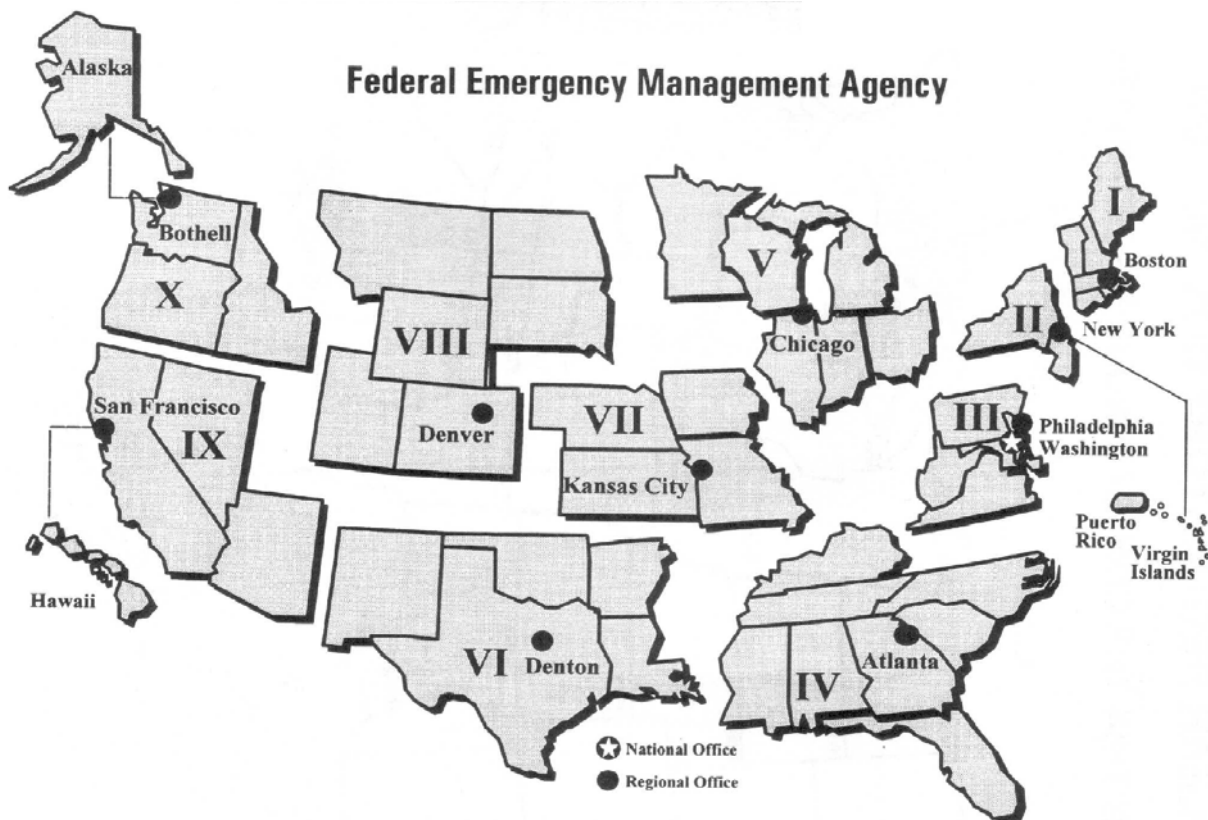 Federal Emergency Management Agency
Alaska
I
Bothell
V
Boston
X
II
New York
VIII
Chicago
San Francisco
III
Philadelphia
Washington
IX
Denver
VII
Kansas City
Puerto
Rico
Virgin
Islands
Hawaii
VI
Denton
Atlanta
IV
National Office
Regional Office